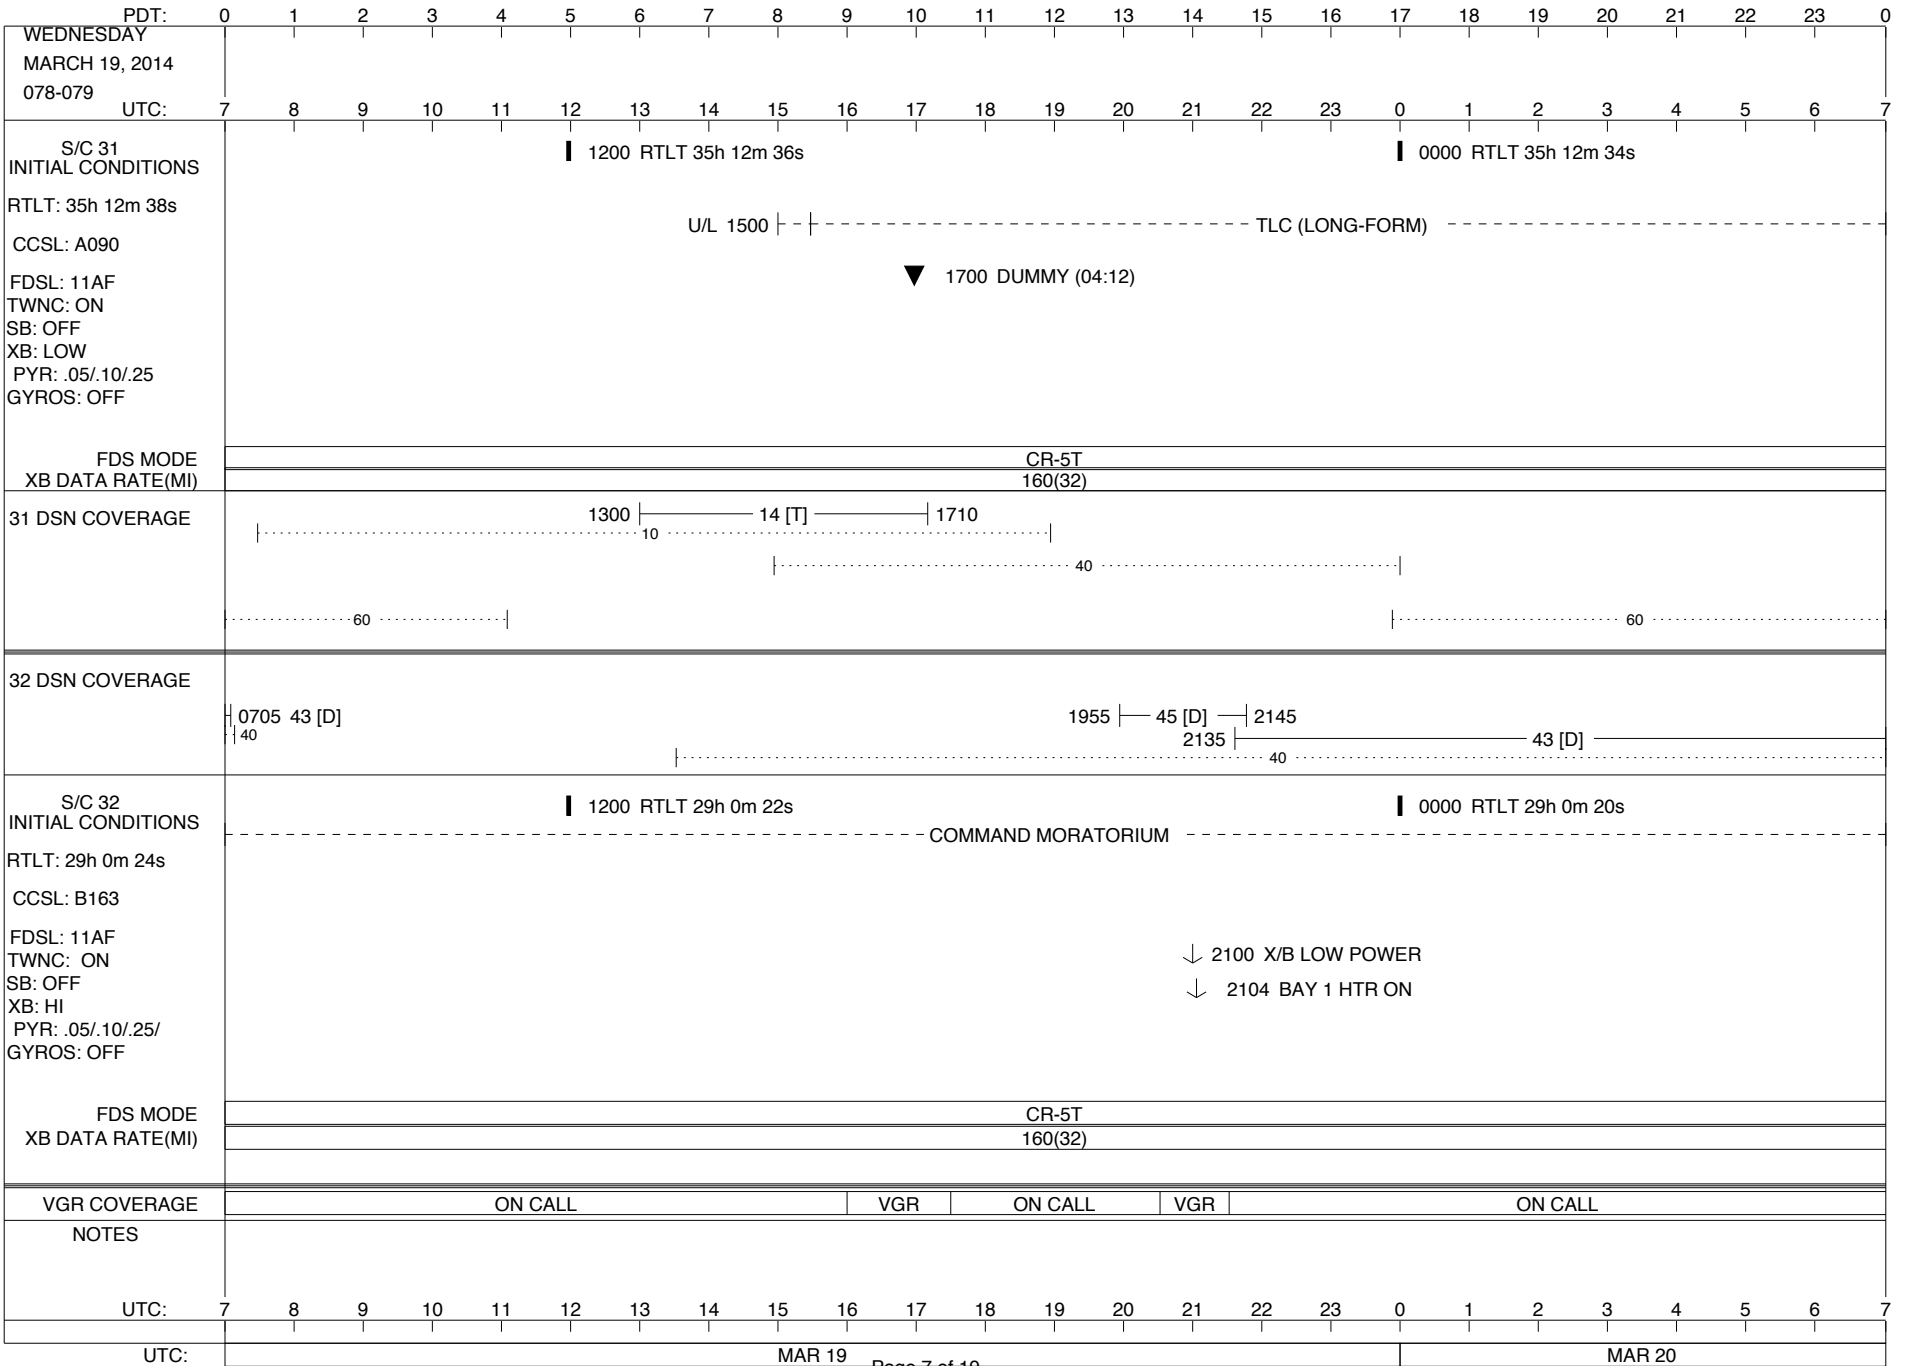 PDT: 0 1 2 3 4 5 6 7 8 9 10 11 12 13 14 15 16 17 18 19 20 21 22 23 0
WEDNESDAY
MARCH 19, 2014
078-079
UTC: 7 8 9 10 11 12 13 14 15 16 17 18 19 20 21 22 23 0 1 2 3 4 5 6 7
S/C 31
INITIAL CONDITIONS
1200 RTLT 35h 12m 36s
0000 RTLT 35h 12m 34s
RTLT: 35h 12m 38s
U/L 1500
TLC (LONG-FORM)
CCSL: A090
1700 DUMMY (04:12)
FDSL: 11AF
TWNC: ON
SB: OFF
XB: LOW
PYR: .05/.10/.25
GYROS: OFF
FDS MODE
CR-5T
XB DATA RATE(MI)
160(32)
31 DSN COVERAGE
1300 14 [T] 1710
10
40
60
60
32 DSN COVERAGE
0705 43 [D]
1955 45 [D] 2145
40
2135 43 [D]
40
S/C 32
INITIAL CONDITIONS
1200 RTLT 29h 0m 22s
0000 RTLT 29h 0m 20s
COMMAND MORATORIUM
RTLT: 29h 0m 24s
CCSL: B163
FDSL: 11AF
TWNC: ON
SB: OFF
XB: HI
PYR: .05/.10/.25/
GYROS: OFF
2100 X/B LOW POWER
2104 BAY 1 HTR ON
FDS MODE
CR-5T
XB DATA RATE(MI)
160(32)
VGR COVERAGE
ON CALL VGR ON CALL VGR ON CALL
NOTES
UTC: 7 8 9 10 11 12 13 14 15 16 17 18 19 20 21 22 23 0 1 2 3 4 5 6 7
UTC: MAR 19 MAR 20